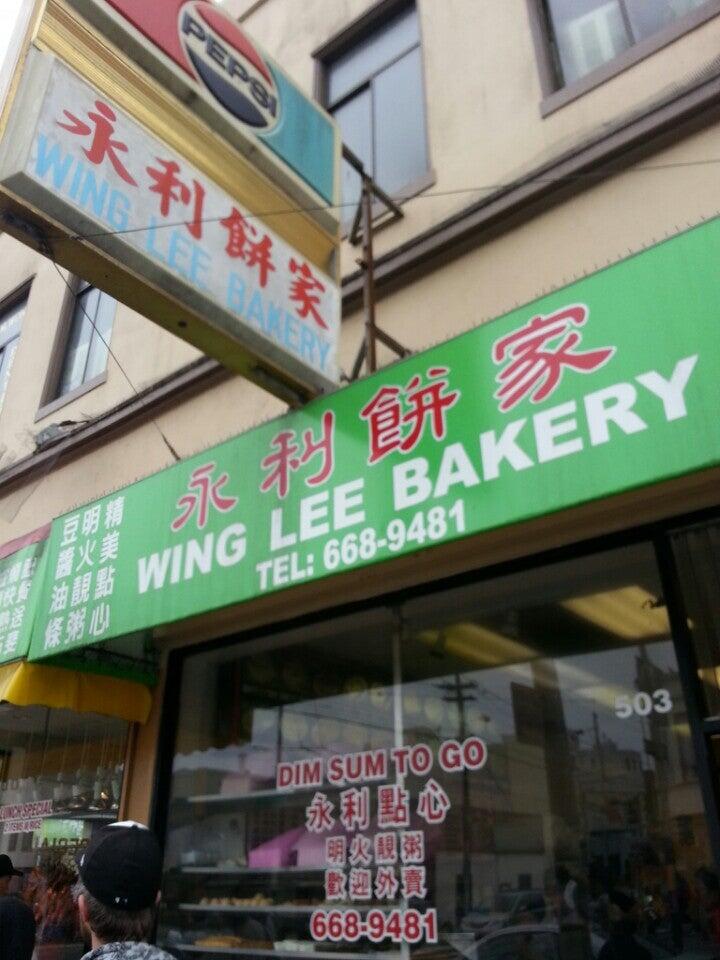 PEPSI
永利餅家
WING LEE BAKERY
永利餅家
WING LEE BAKERY
TEL: 668-9481
精美點心
明火靚粥
豆醬油條
503
DIM SUM TO GO
永利點心
明火靚粥
歡迎外賣
668-9481
LUNCH SPECIAL